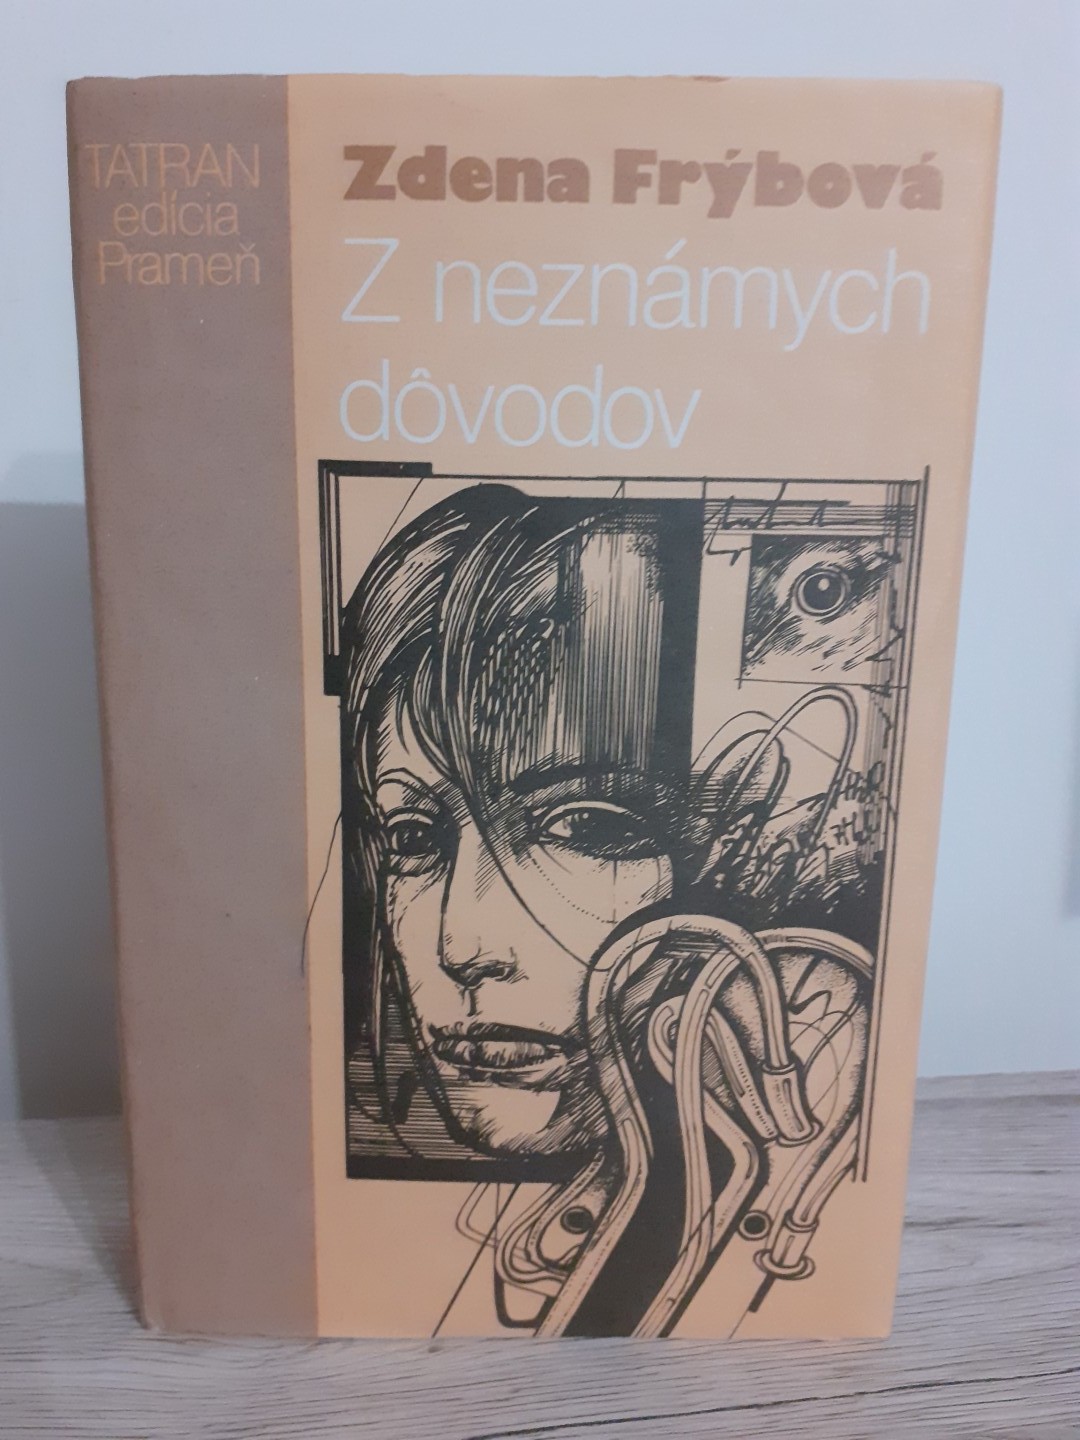 TATRAN
edícia
Prameň
Zdena Frýbová
Z neznámych
dôvodov